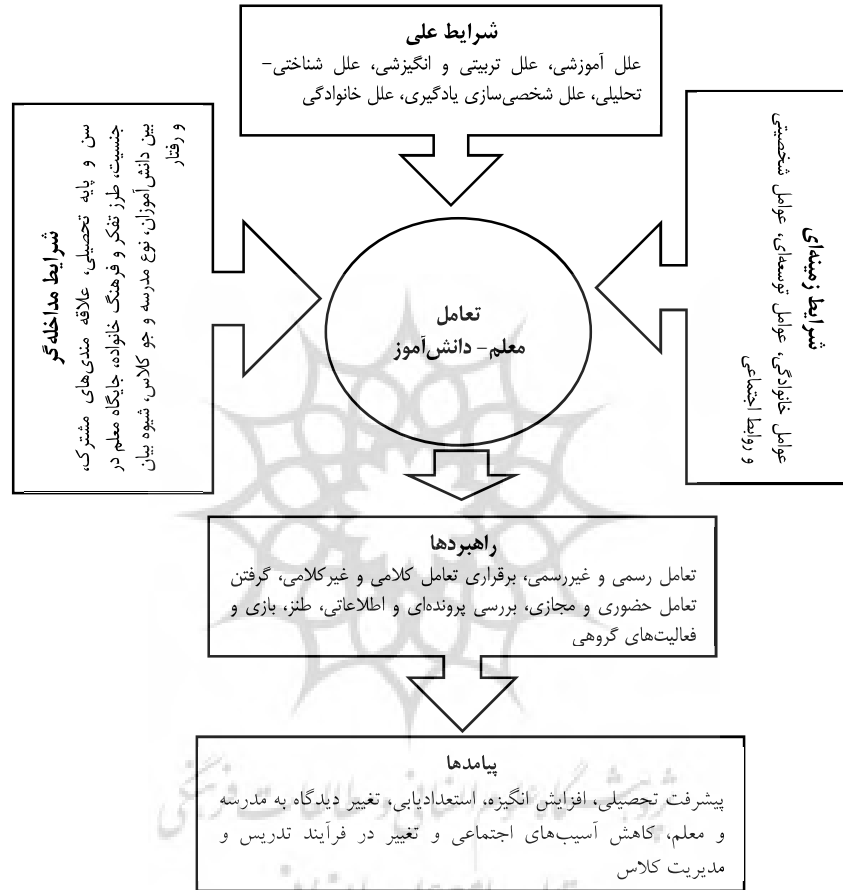 شرایط علی
علل آموزشی، علل تربیتی و انگیزشی، علل شناختی-
تحلیلی، علل شخصی‌سازی یادگیری، علل خانوادگی
شرایط زمینه‌ای
عوامل خانوادگی، عوامل توسعه‌ای، عوامل شخصیتی
و روابط اجتماعی
شرایط مداخله‌گر
سن و پایه تحصیلی، علاقه مندی‌های مشترک،
جنسیت، طرز تفکر و فرهنگ خانواده، جایگاه معلم در
بین دانش‌آموزان، نوع مدرسه و جو کلاس، شیوه بیان
و رفتار
تعامل
معلم- دانش‌آموز
راهبردها
تعامل رسمی و غیررسمی، برقراری تعامل کلامی و غیرکلامی، گرفتن
تعامل حضوری و مجازی، بررسی پرونده‌ای و اطلاعاتی، طنز، بازی و
فعالیت‌های گروهی
پیامدها
پیشرفت تحصیلی، افزایش انگیزه، استعدادیابی، تغییر دیدگاه به مدرسه
و معلم، کاهش آسیب‌های اجتماعی و تغییر در فرآیند تدریس و
مدیریت کلاس
پژوهشگاه علوم انسانی و مطالعات فرهنگی